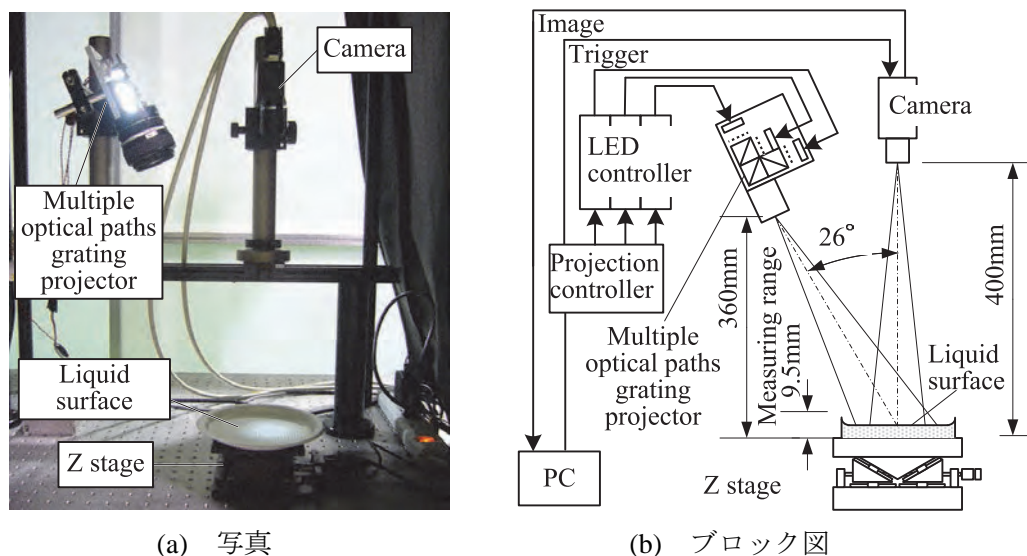 Camera
Multiple
optical paths
grating
projector
Liquid
surface
Z stage
(a) 写真
Image
Trigger
Camera
LED
controller
Projection
controller
360mm
Measuring range
9.5mm
26°
400mm
Multiple
optical paths
grating
projector
Liquid
surface
PC
Z stage
(b) ブロック図